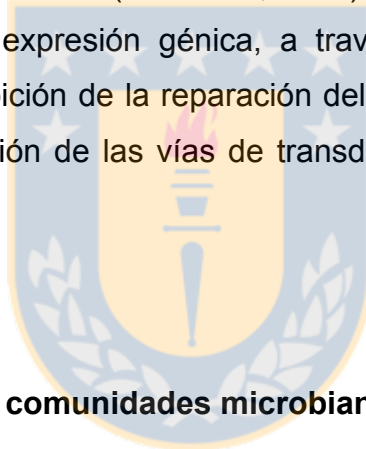 expresión génica, a trav
ición de la reparación del
ión de las vías de transd
comunidades microbian